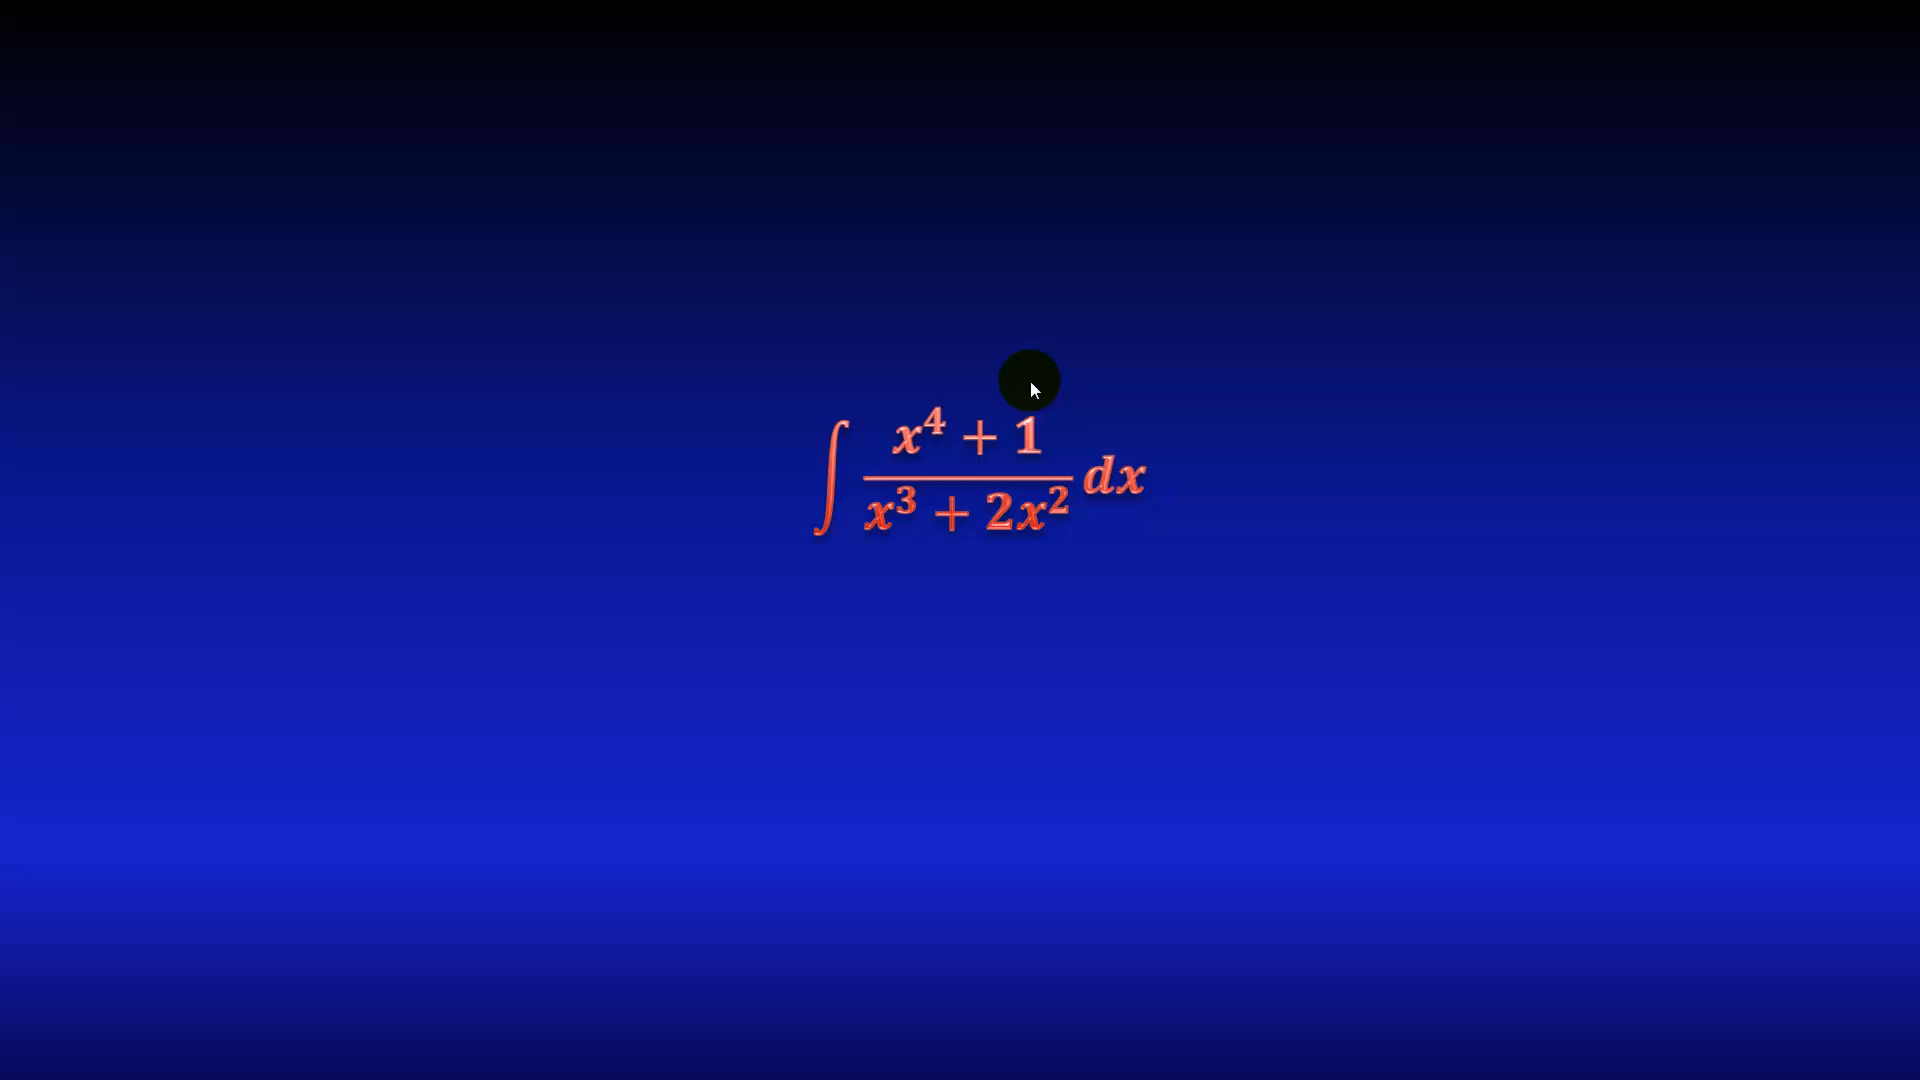 ∫ (x⁴ + 1)/(x³ + 2x²) dx